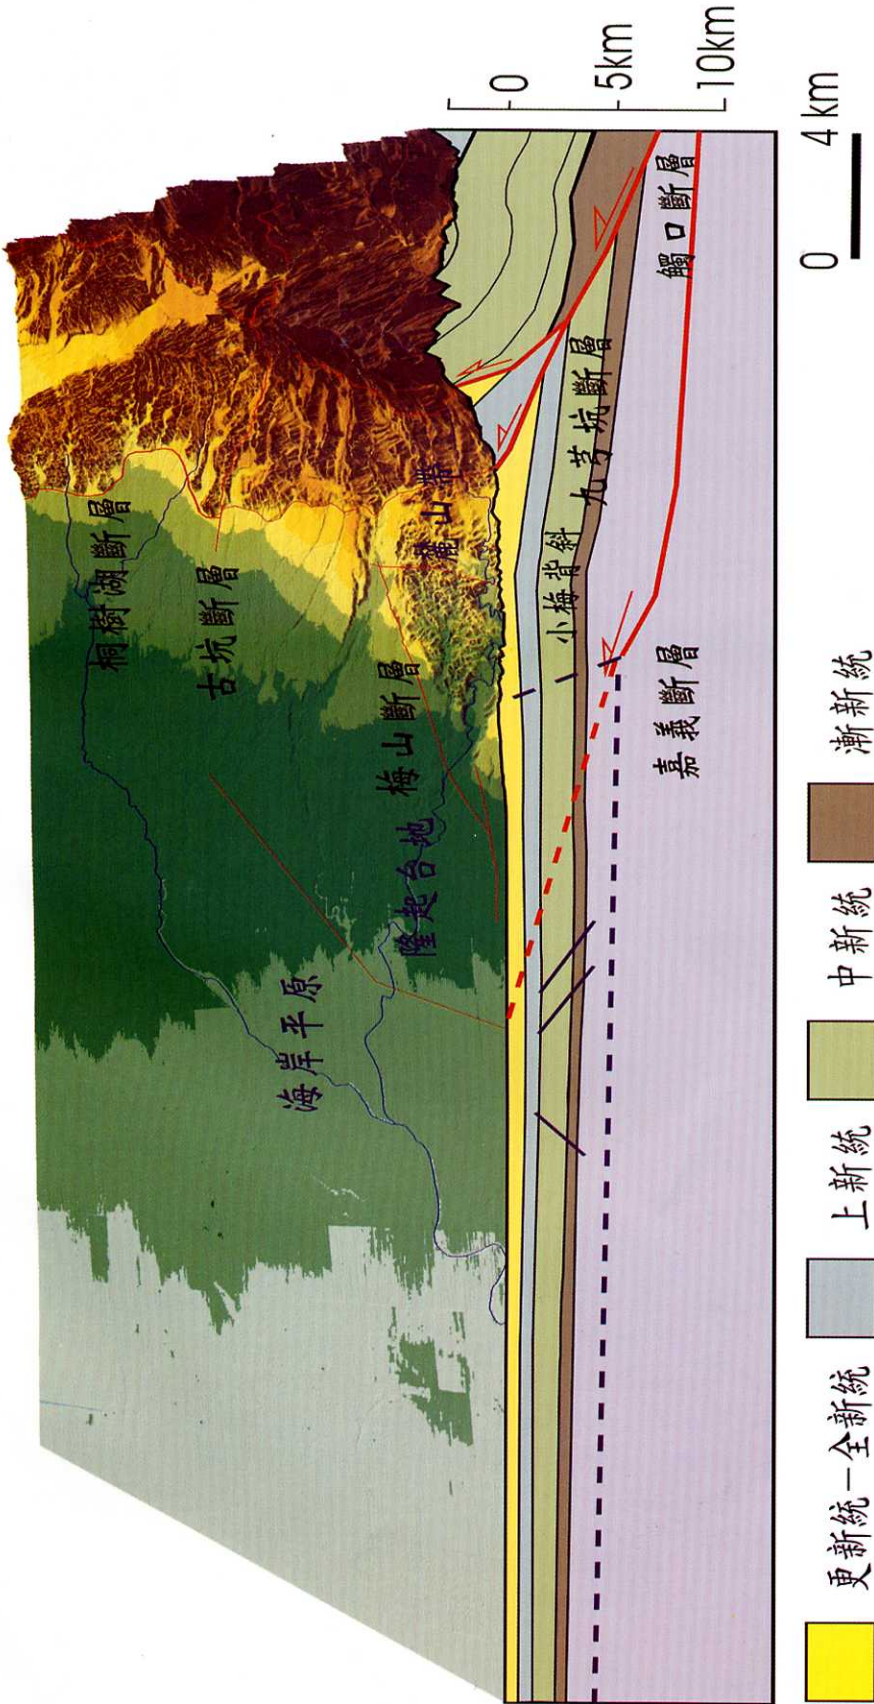 桐樹湖斷層
古坑斷層
梅山斷層
麓山帶
隆起台地
海岸平原
小梅背斜
九芎坑斷層
觸口斷層
嘉義斷層
0
5km
10km
0 4km
更新統－全新統
上新統
中新統
漸新統